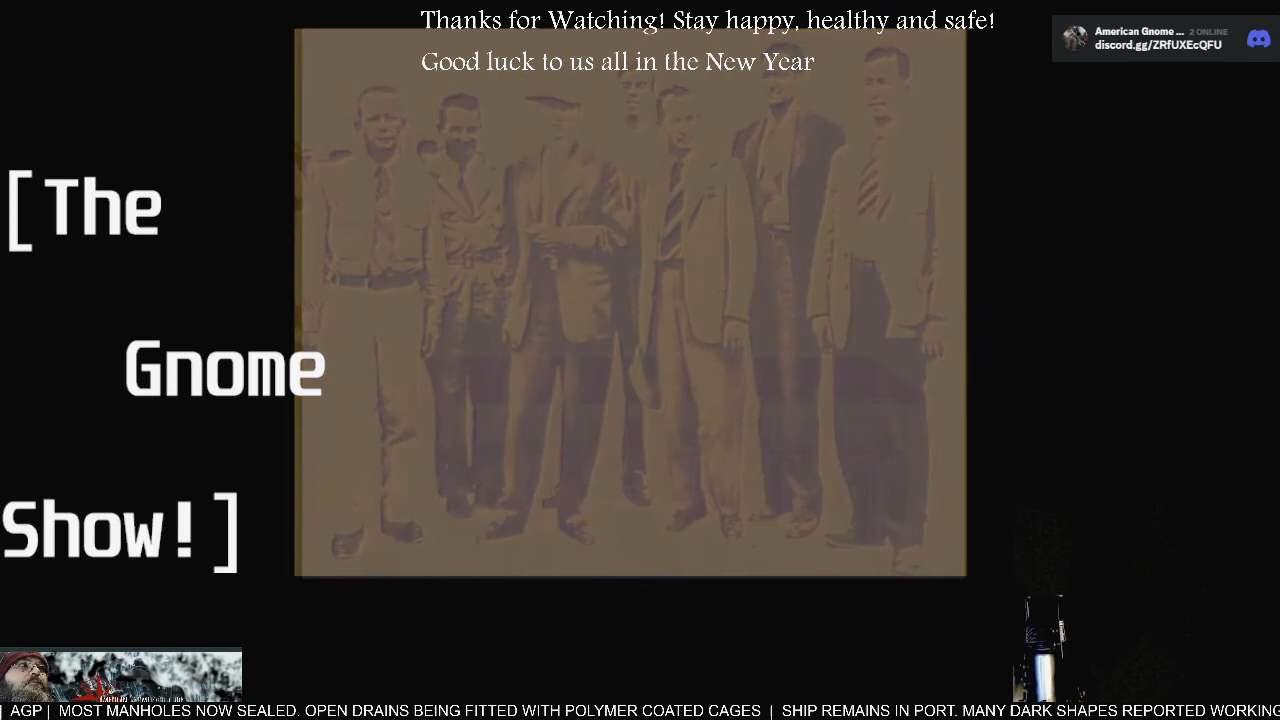 Thanks for Watching! Stay happy, healthy and safe!
Good luck to us all in the New Year
American Gnome ... 2 ONLINE
discord.gg/ZRfUXEcQFU
[The
Gnome
Show!]
| AGP | MOST MANHOLES NOW SEALED. OPEN DRAINS BEING FITTED WITH POLYMER COATED CAGES | SHIP REMAINS IN PORT. MANY DARK SHAPES REPORTED WORKING